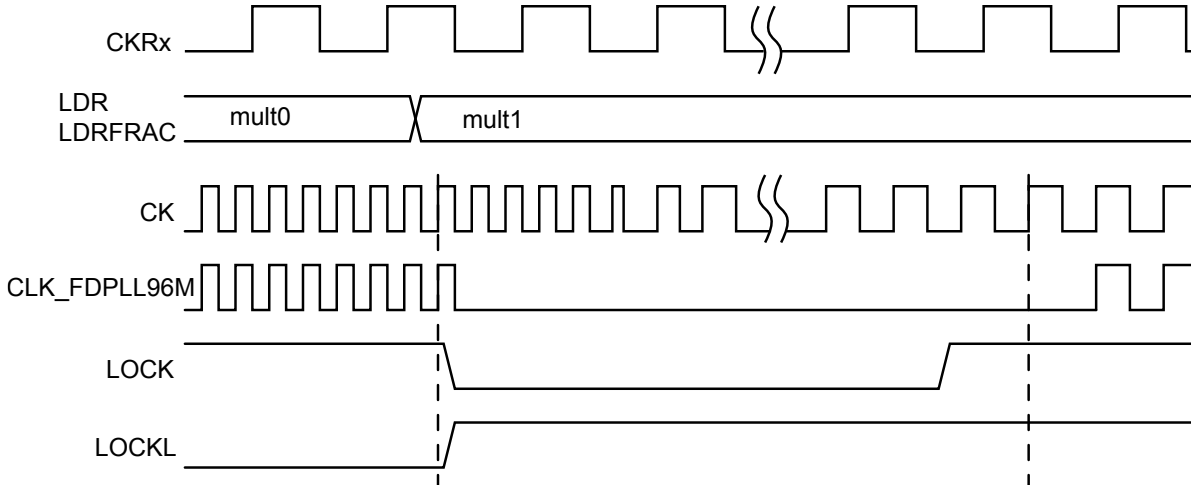 CKRx
LDR
LDRFRAC
mult0
mult1
CK
CLK_FDPLL96M
LOCK
LOCKL